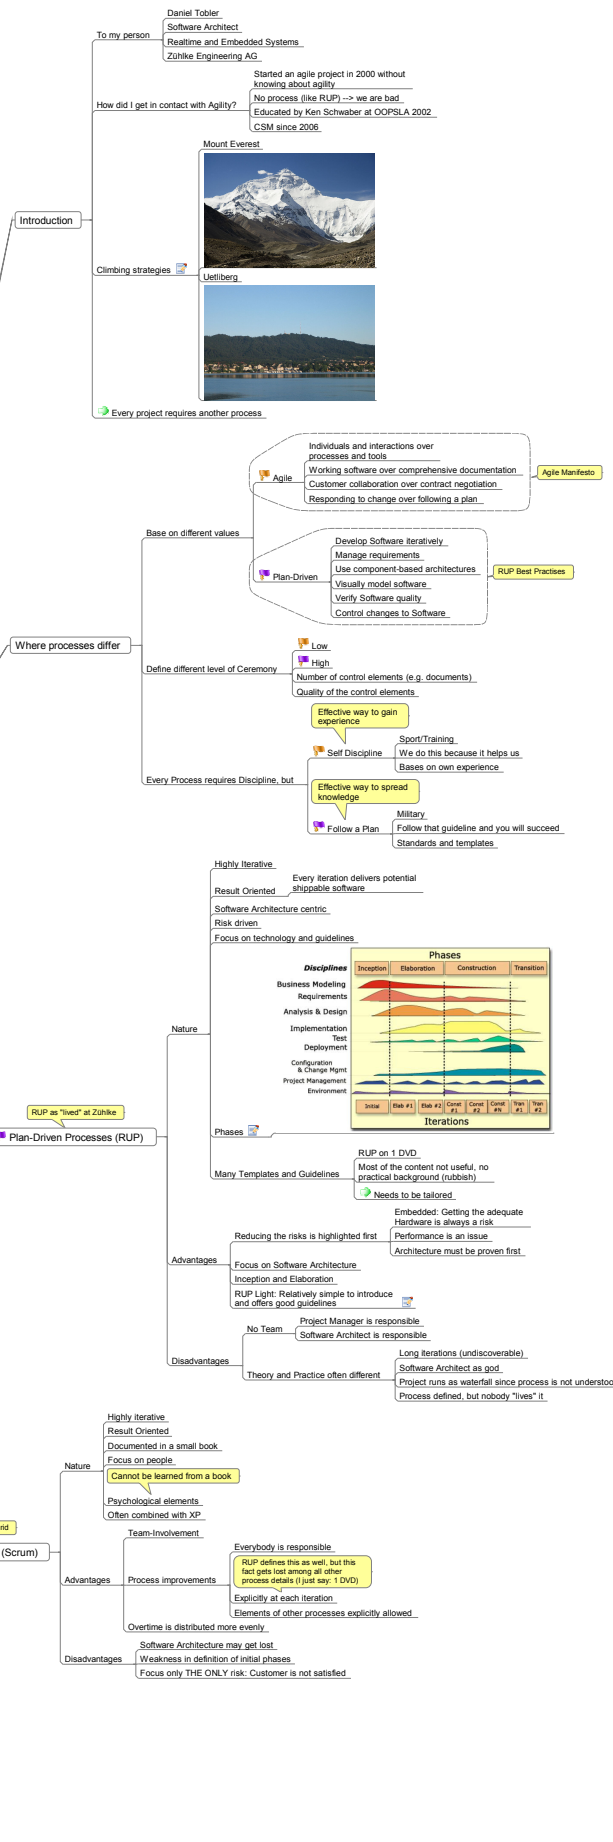 Introduction
To my person
Daniel Tobler
Software Architect
Realtime and Embedded Systems
Zühlke Engineering AG
How did I get in contact with Agility?
Started an agile project in 2000 without
knowing about agility
No process (like RUP) --> we are bad
Educated by Ken Schwaber at OOPSLA 2002
CSM since 2006
Climbing strategies
Mount Everest
Uetliberg
Every project requires another process
Where processes differ
Base on different values
Agile
Individuals and interactions over
processes and tools
Working software over comprehensive documentation
Customer collaboration over contract negotiation
Responding to change over following a plan
Agile Manifesto
Plan-Driven
Develop Software iteratively
Manage requirements
Use component-based architectures
Visually model software
Verify Software quality
Control changes to Software
RUP Best Practises
Define different level of Ceremony
Low
High
Number of control elements (e.g. documents)
Quality of the control elements
Every Process requires Discipline, but
Effective way to gain
experience
Self Discipline
Sport/Training
We do this because it helps us
Bases on own experience
Effective way to spread
knowledge
Follow a Plan
Military
Follow that guideline and you will succeed
Standards and templates
RUP as "lived" at Zühlke
Plan-Driven Processes (RUP)
Nature
Highly Iterative
Result Oriented
Every iteration delivers potential
shippable software
Software Architecture centric
Risk driven
Focus on technology and guidelines
Phases
Phases
Disciplines
Inception
Elaboration
Construction
Transition
Business Modeling
Requirements
Analysis & Design
Implementation
Test
Deployment
Configuration
& Change Mgmt
Project Management
Environment
Initial
Elab #1
Elab #2
Const #1
Const #2
Const #N
Tran #1
Tran #2
Iterations
Many Templates and Guidelines
RUP on 1 DVD
Most of the content not useful, no
practical background (rubbish)
Needs to be tailored
Advantages
Reducing the risks is highlighted first
Embedded: Getting the adequate
Hardware is always a risk
Performance is an issue
Architecture must be proven first
Focus on Software Architecture
Inception and Elaboration
RUP Light: Relatively simple to introduce
and offers good guidelines
Disadvantages
No Team
Project Manager is responsible
Software Architect is responsible
Theory and Practice often different
Long iterations (undiscoverable)
Software Architect as god
Project runs as waterfall since process is not understoo
Process defined, but nobody "lives" it
rid
(Scrum)
Nature
Highly iterative
Result Oriented
Documented in a small book
Focus on people
Cannot be learned from a book
Psychological elements
Often combined with XP
Advantages
Team-Involvement
Process improvements
Everybody is responsible
RUP defines this as well, but this
fact gets lost among all other
process details (I just say: 1 DVD)
Explicitly at each iteration
Elements of other processes explicitly allowed
Overtime is distributed more evenly
Disadvantages
Software Architecture may get lost
Weakness in definition of initial phases
Focus only THE ONLY risk: Customer is not satisfied